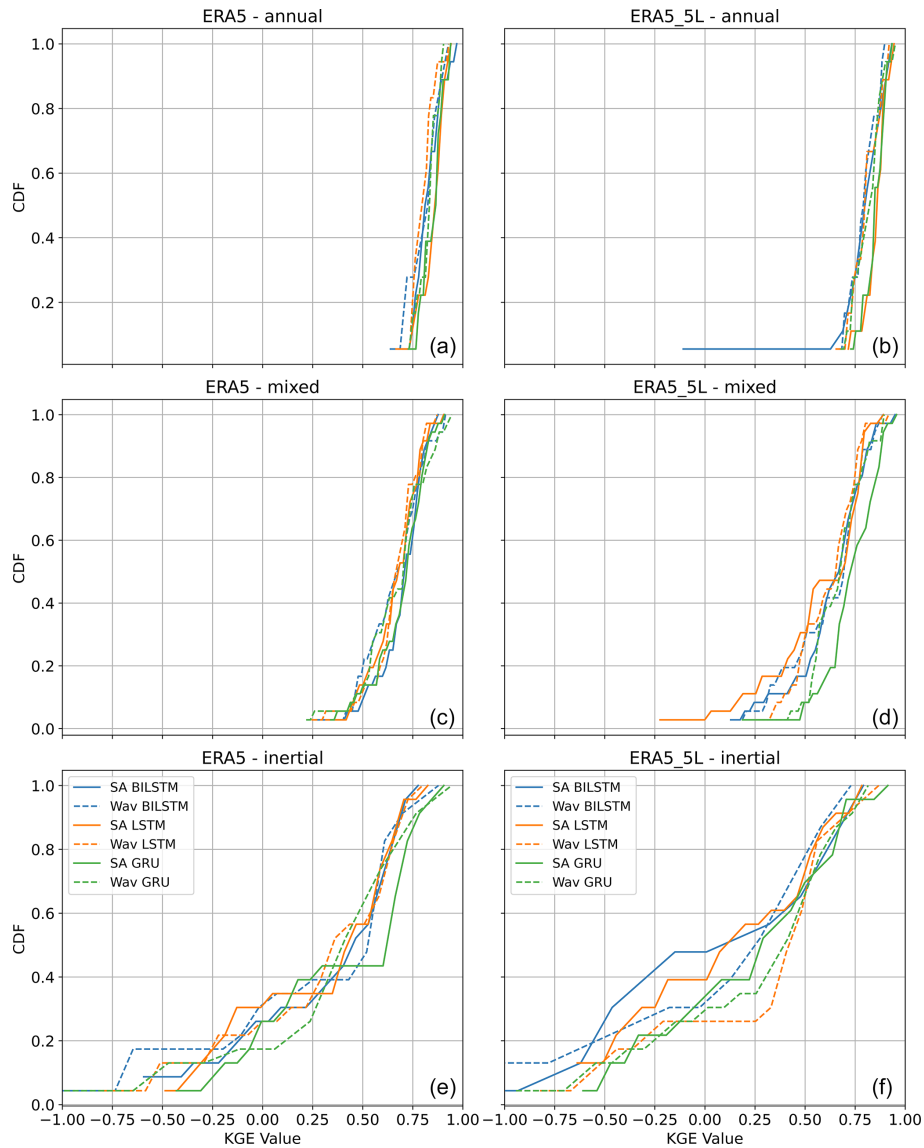 ERA5 - annual
ERA5_5L - annual
1.0
0.8
0.6
0.4
0.2
CDF
(a)
(b)
ERA5 - mixed
ERA5_5L - mixed
1.0
0.8
0.6
0.4
0.2
0.0
CDF
(c)
(d)
ERA5 - inertial
ERA5_5L - inertial
1.0
0.8
0.6
0.4
0.2
0.0
CDF
SA BILSTM
Wav BILSTM
SA LSTM
Wav LSTM
SA GRU
Wav GRU
SA BILSTM
Wav BILSTM
SA LSTM
Wav LSTM
SA GRU
Wav GRU
(e)
(f)
−1.00 −0.75 −0.50 −0.25 0.00 0.25 0.50 0.75 1.00
−1.00 −0.75 −0.50 −0.25 0.00 0.25 0.50 0.75 1.00
KGE Value
KGE Value